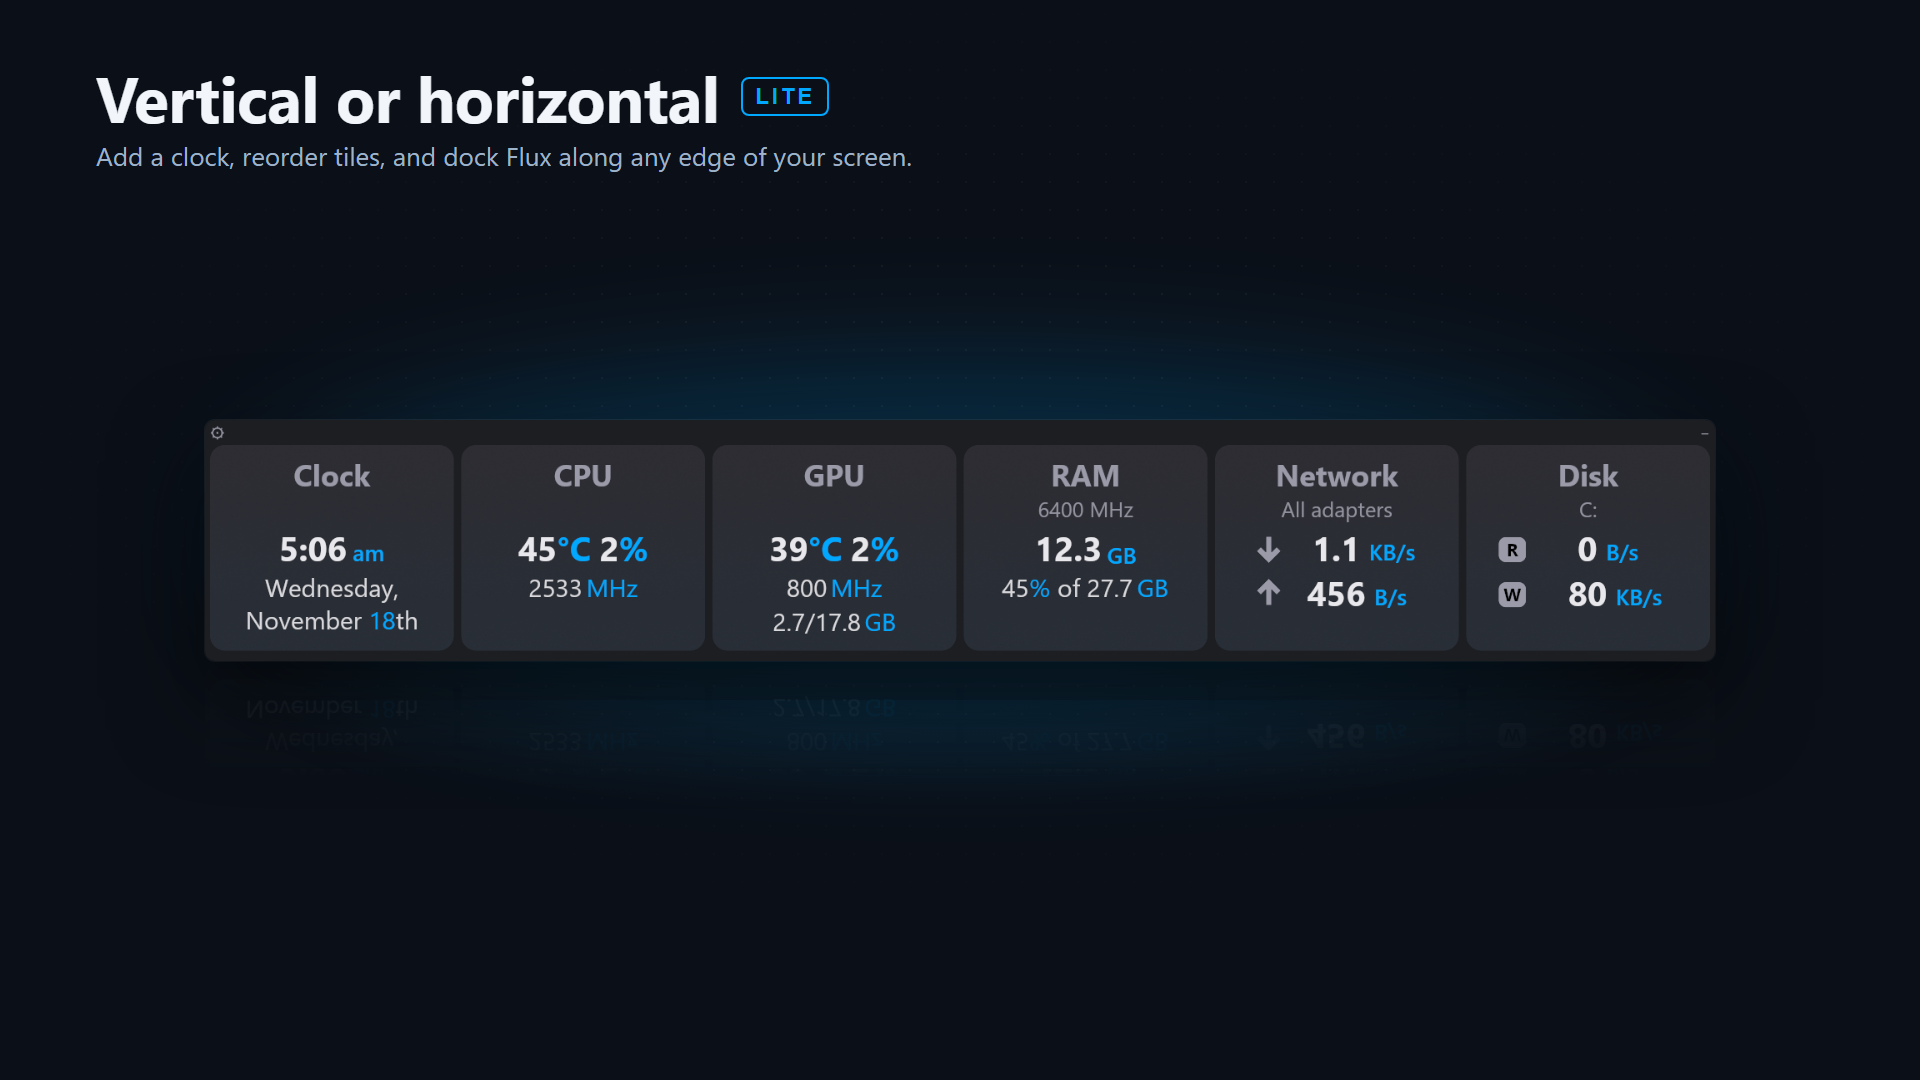 Vertical or horizontal LITE
Add a clock, reorder tiles, and dock Flux along any edge of your screen.
Clock
5:06 am
Wednesday,
November 18th
CPU
45°C 2%
2533 MHz
GPU
39°C 2%
800 MHz
2.7/17.8 GB
RAM
6400 MHz
12.3 GB
45% of 27.7 GB
Network
All adapters
1.1 KB/s
456 B/s
Disk
C:
R 0 B/s
W 80 KB/s